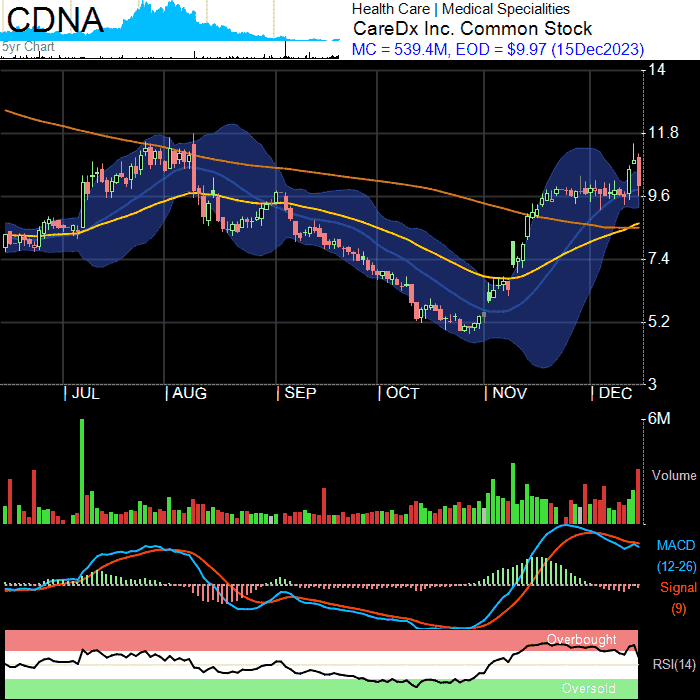 CDNA
5yr Chart
Health Care | Medical Specialities
CareDx Inc. Common Stock
MC = 539.4M, EOD = $9.97 (15Dec2023)
14
11.8
9.6
7.4
5.2
3
| JUL | AUG | SEP | OCT | NOV | DEC
6M
Volume
MACD
(12-26)
Signal
(9)
Overbought
RSI(14)
Oversold